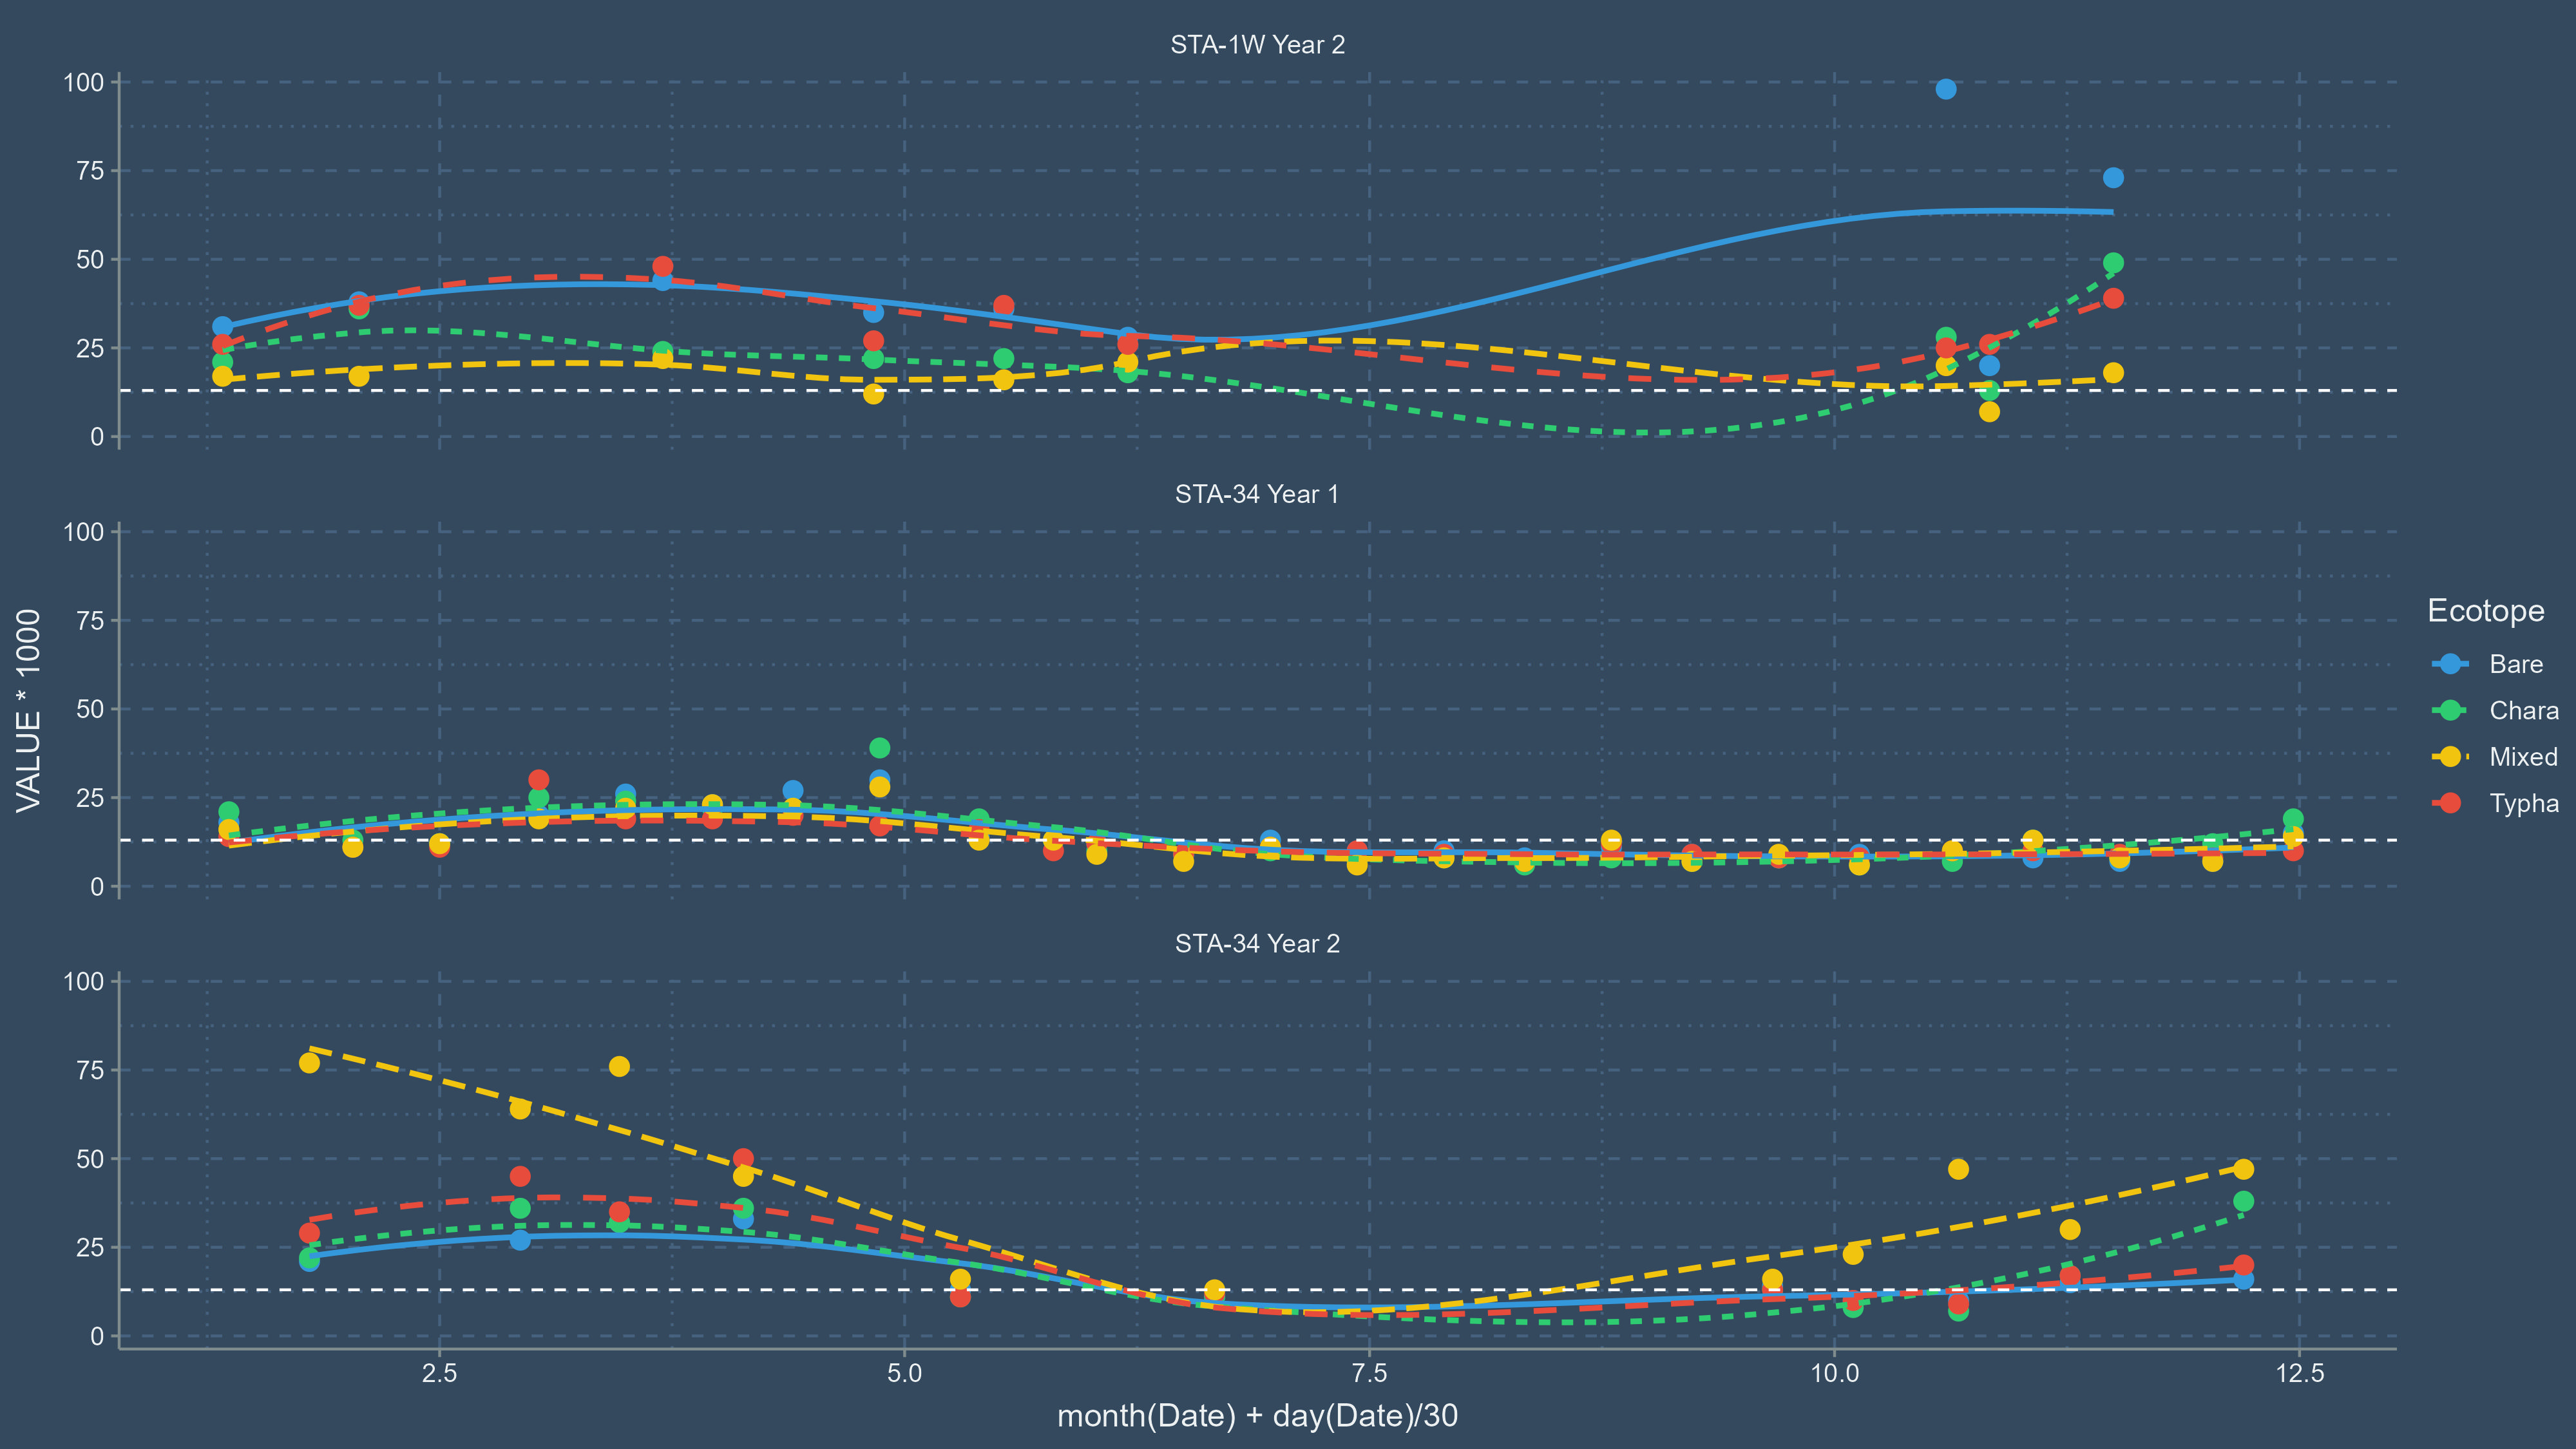 STA-1W Year 2
100
75
50
25
0
STA-34 Year 1
100
75
50
25
0
STA-34 Year 2
100
75
50
25
0
2.5
5.0
7.5
10.0
12.5
month(Date) + day(Date)/30
VALUE * 1000
Ecotope
Bare
Chara
Mixed
Typha